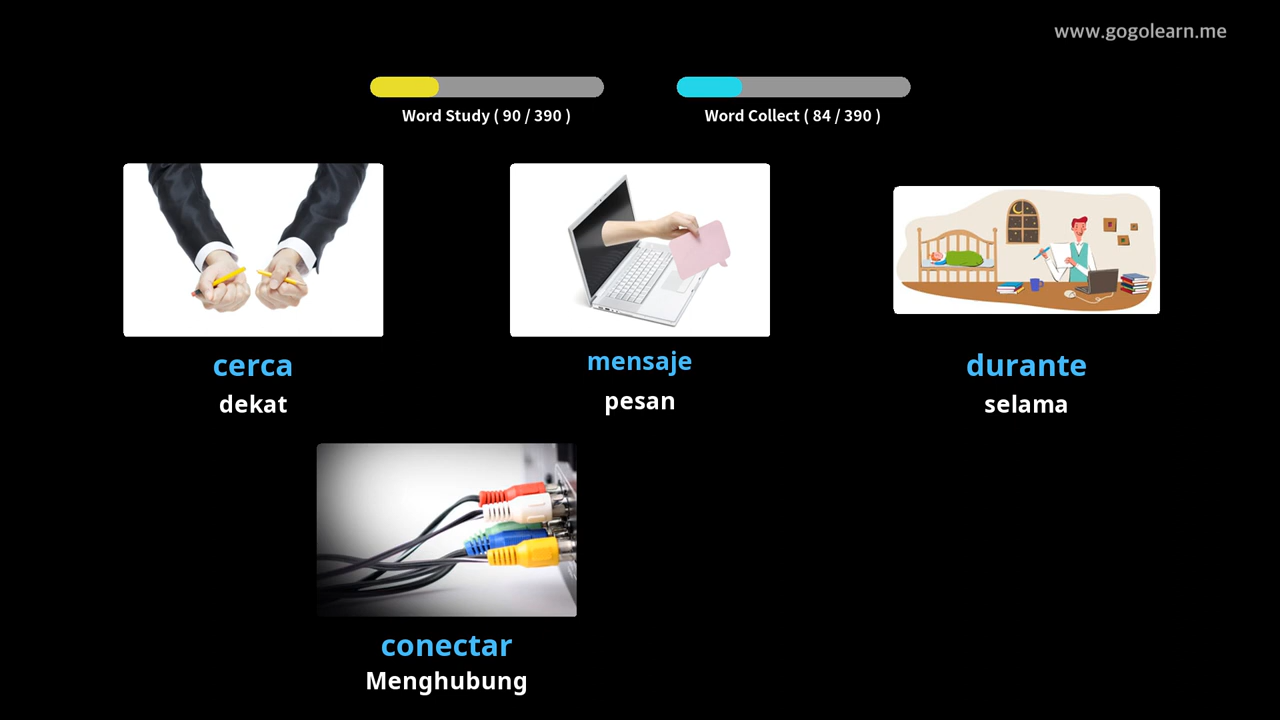 www.gogolearn.me
Word Study ( 90 / 390 )
Word Collect ( 84 / 390 )
cerca
dekat
mensaje
pesan
durante
selama
conectar
Menghubung